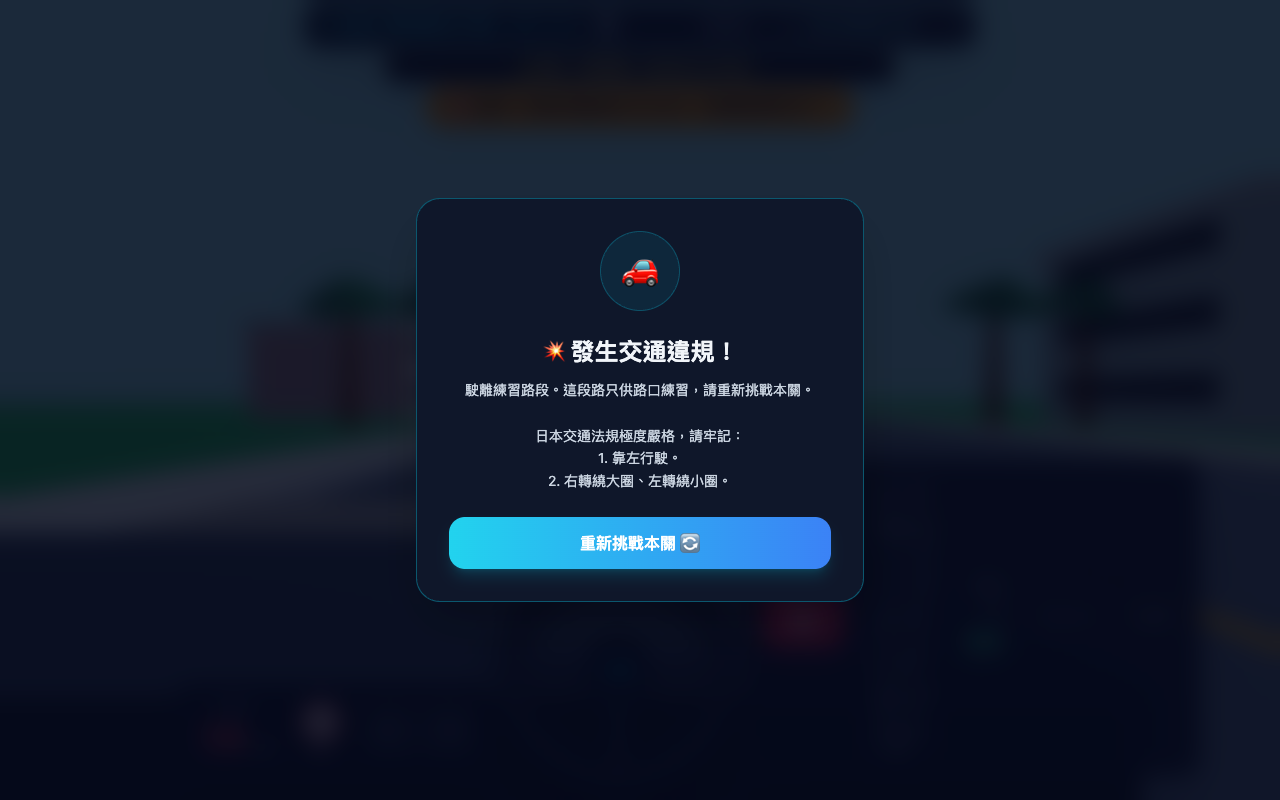 💥 發生交通違規！
駛離練習路段。這段路只供路口練習，請重新挑戰本關。
日本交通法規極度嚴格，請牢記：
1. 靠左行駛。
2. 右轉繞大圈、左轉繞小圈。
重新挑戰本關 🔄